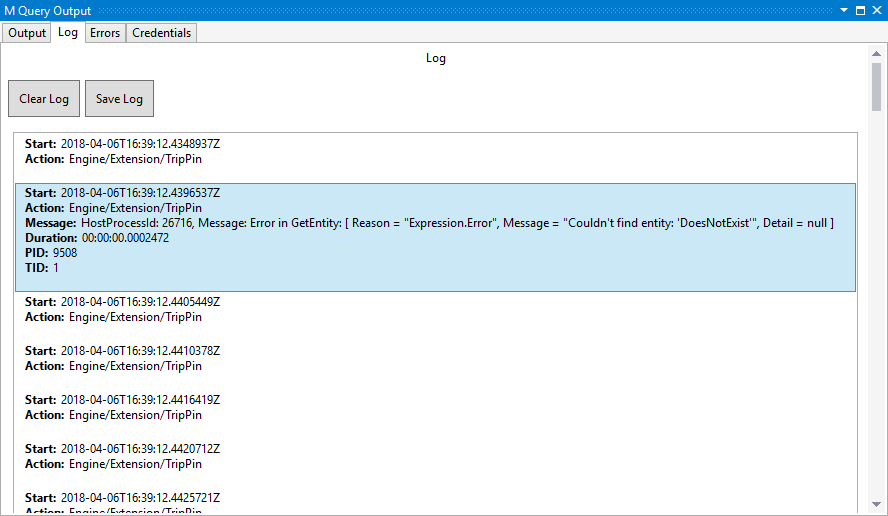 M Query Output
Output Log Errors Credentials
Log
Clear Log Save Log
Start: 2018-04-06T16:39:12.4348937Z
Action: Engine/Extension/TripPin
Start: 2018-04-06T16:39:12.4396537Z
Action: Engine/Extension/TripPin
Message: HostProcessId: 26716, Message: Error in GetEntity: [ Reason = "Expression.Error", Message = "Couldn't find entity: 'DoesNotExist'", Detail = null ]
Duration: 00:00:00.0002472
PID: 9508
TID: 1
Start: 2018-04-06T16:39:12.4405449Z
Action: Engine/Extension/TripPin
Start: 2018-04-06T16:39:12.4410378Z
Action: Engine/Extension/TripPin
Start: 2018-04-06T16:39:12.4416419Z
Action: Engine/Extension/TripPin
Start: 2018-04-06T16:39:12.4420712Z
Action: Engine/Extension/TripPin
Start: 2018-04-06T16:39:12.4425721Z
Action: Engine/Extension/TripPin